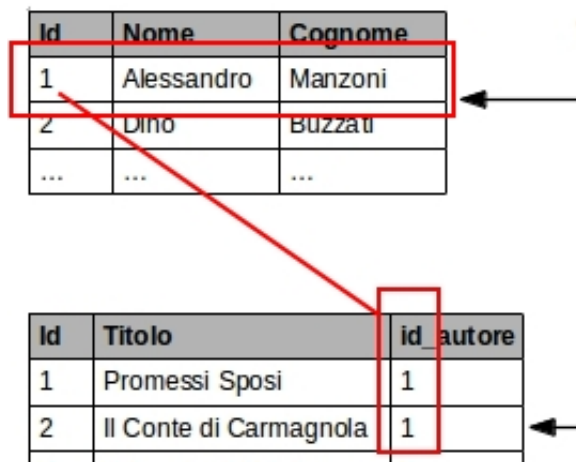 Id Nome Cognome
1 Alessandro Manzoni
2 Dino Buzzati
... ... ...
Id Titolo id_autore
1 Promessi Sposi 1
2 Il Conte di Carmagnola 1